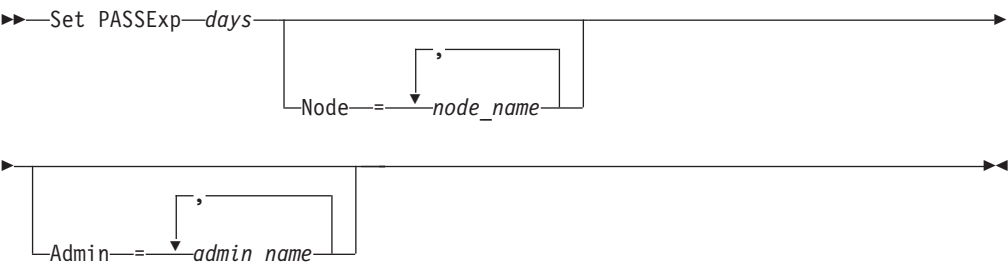 Set PASSExp days
,
Node = node_name
,
Admin = admin_name